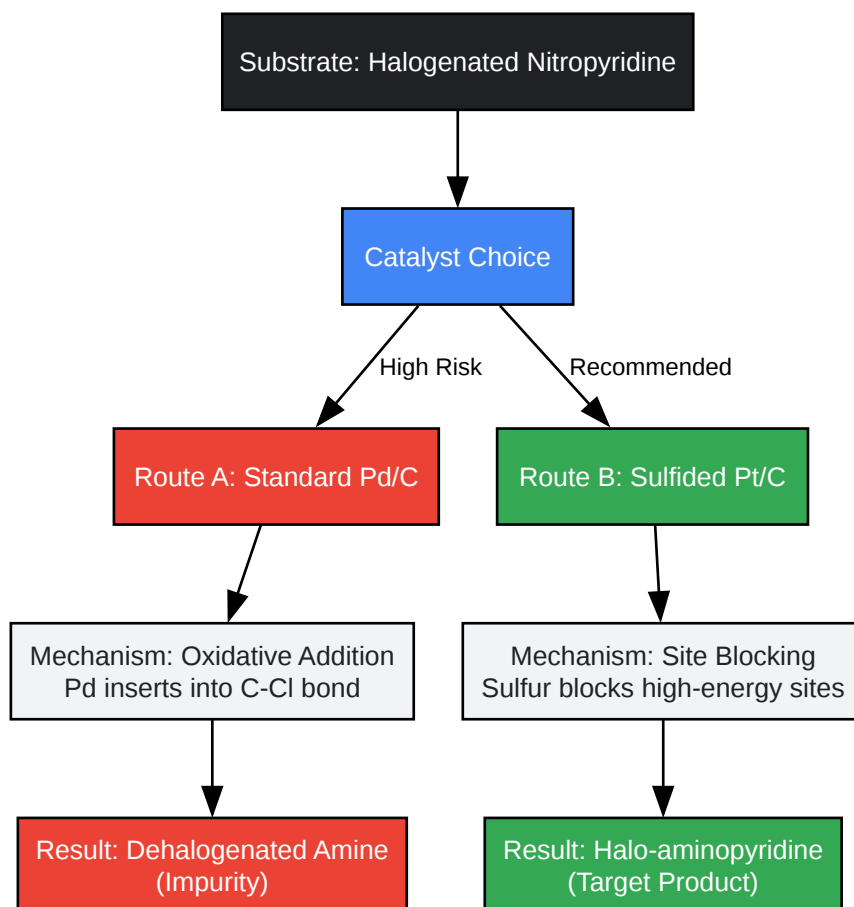 Substrate: Halogenated Nitropyridine
Catalyst Choice
High Risk
Recommended
Route A: Standard Pd/C
Route B: Sulfided Pt/C
Mechanism: Oxidative Addition
Pd inserts into C-Cl bond
Mechanism: Site Blocking
Sulfur blocks high-energy sites
Result: Dehalogenated Amine
(Impurity)
Result: Halo-aminopyridine
(Target Product)